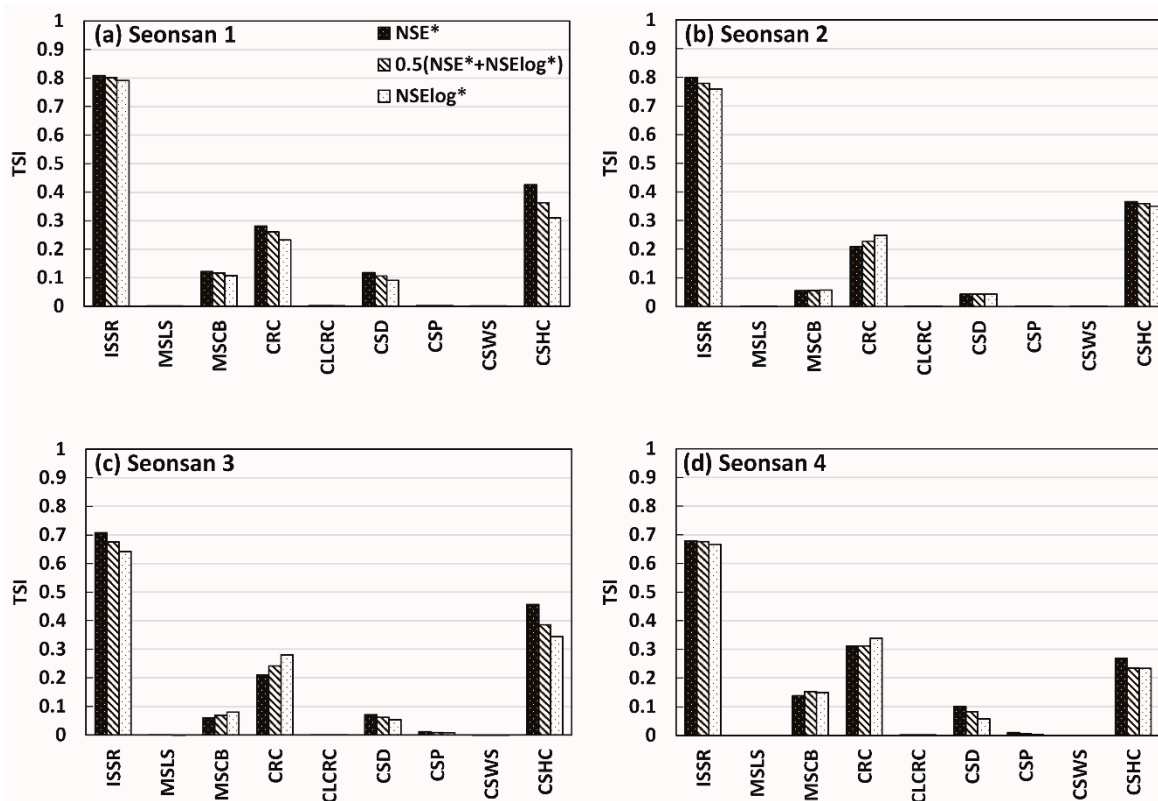 (a) Seonsan 1
NSE*
0.5(NSE*+NSElog*)
NSElog*
TSI
1
0.9
0.8
0.7
0.6
0.5
0.4
0.3
0.2
0.1
0
ISSR
MSLS
MSCB
CRC
CLCRC
CSD
CSP
CSWS
CSHC
(b) Seonsan 2
TSI
1
0.9
0.8
0.7
0.6
0.5
0.4
0.3
0.2
0.1
0
ISSR
MSLS
MSCB
CRC
CLCRC
CSD
CSP
CSWS
CSHC
(c) Seonsan 3
TSI
1
0.9
0.8
0.7
0.6
0.5
0.4
0.3
0.2
0.1
0
ISSR
MSLS
MSCB
CRC
CLCRC
CSD
CSP
CSWS
CSHC
(d) Seonsan 4
TSI
1
0.9
0.8
0.7
0.6
0.5
0.4
0.3
0.2
0.1
0
ISSR
MSLS
MSCB
CRC
CLCRC
CSD
CSP
CSWS
CSHC